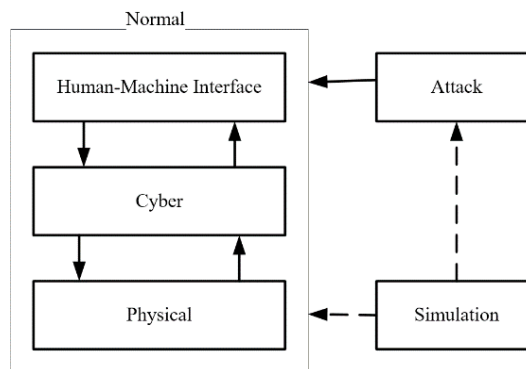 Normal
Human-Machine Interface
Attack
Cyber
Physical
Simulation